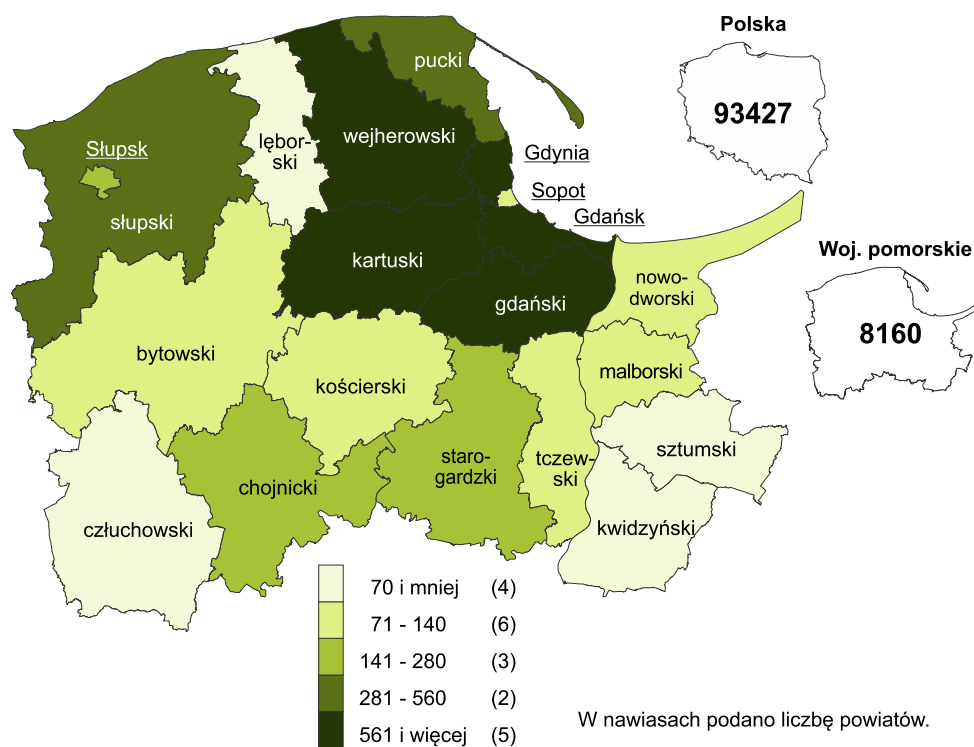 Polska
93427
pucki
wejherowski
lębor-
ski
Gdynia
Słupsk
Sopot
Gdańsk
słupski
kartuski
gdański
nowo-
dworski
Woj. pomorskie
8160
bytowski
kościerski
malborski
staro-
gardzki
tczew-
ski
sztumski
chojnicki
człuchowski
kwidzyński
70 i mniej (4)
71 - 140 (6)
141 - 280 (3)
281 - 560 (2)
561 i więcej (5)
W nawiasach podano liczbę powiatów.